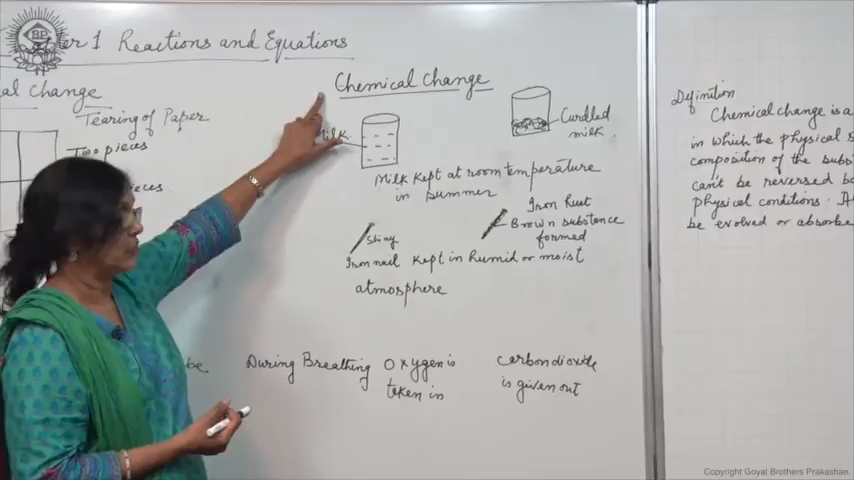 1 Reactions and Equations
Change
Tearing of Paper
Two pieces
Chemical Change
Milk
Curdled
milk.
Milk kept at room temperature
in summer
Shiny
Iron Rust
Brown substance
formed
Iron nail kept in Humid or moist
atmosphere
During Breathing Oxygen is
taken in
Carbondioxide
is given out
Definition
Chemical change is a
in which the physical
composition of the
can't be reversed
physical conditions.
be evolved or
BP
Copyright Goyal Brothers Prakashan.